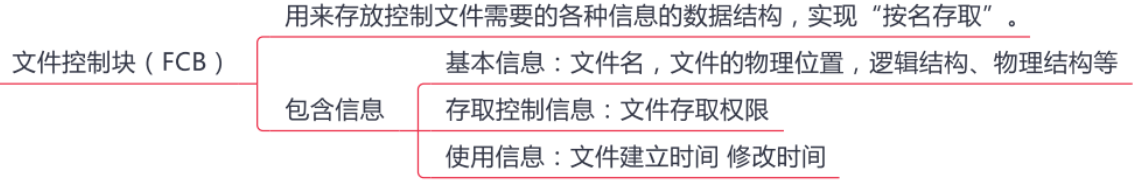 用来存放控制文件需要的各种信息的数据结构，实现“按名存取”。
文件控制块（FCB）
基本信息：文件名，文件的物理位置，逻辑结构、物理结构等
包含信息
存取控制信息：文件存取权限
使用信息：文件建立时间 修改时间